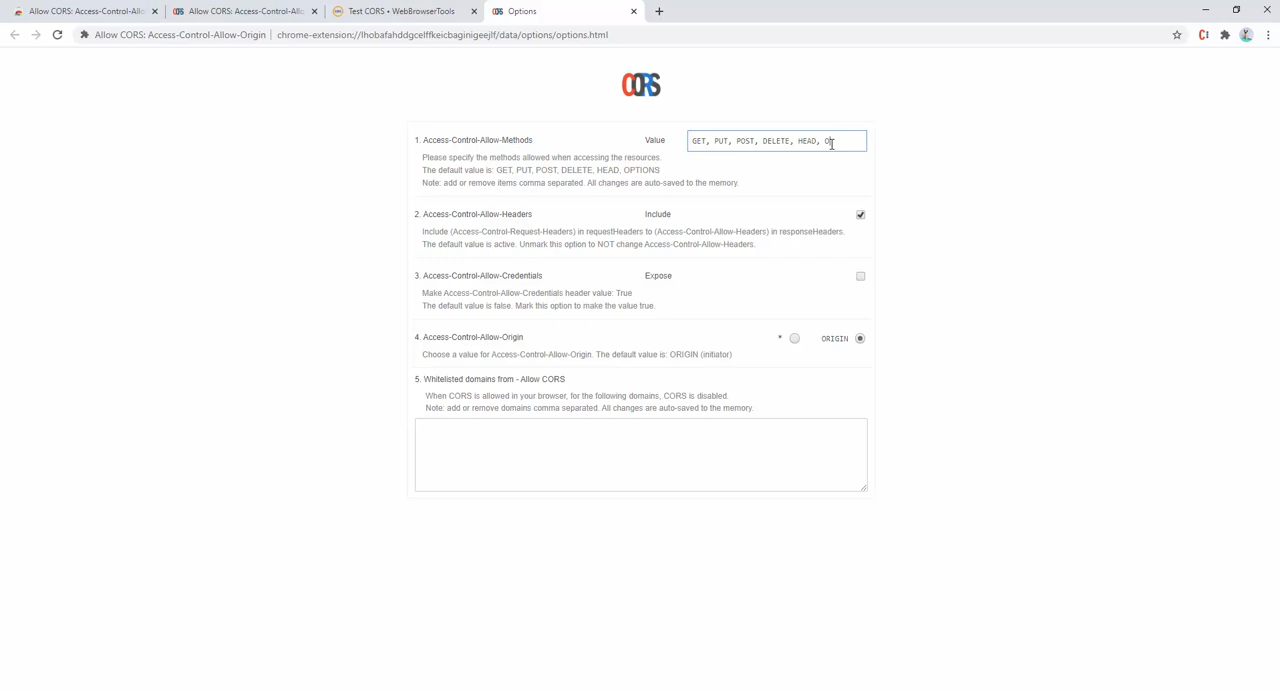 Allow CORS: Access-Control-Allo
Allow CORS: Access-Control-Allo
Test CORS • WebBrowserTools
Options
Allow CORS: Access-Control-Allow-Origin
chrome-extension://lhobafahddgcelffkeicbaginigeejlf/data/options/options.html
CORS
1. Access-Control-Allow-Methods
Value
GET, PUT, POST, DELETE, HEAD, O
Please specify the methods allowed when accessing the resources.
The default value is: GET, PUT, POST, DELETE, HEAD, OPTIONS
Note: add or remove items comma separated. All changes are auto-saved to the memory.
2. Access-Control-Allow-Headers
Include
Include (Access-Control-Request-Headers) in requestHeaders to (Access-Control-Allow-Headers) in responseHeaders.
The default value is active. Unmark this option to NOT change Access-Control-Allow-Headers.
3. Access-Control-Allow-Credentials
Expose
Make Access-Control-Allow-Credentials header value: True
The default value is false. Mark this option to make the value true.
4. Access-Control-Allow-Origin
*
ORIGIN
Choose a value for Access-Control-Allow-Origin. The default value is: ORIGIN (initiator)
5. Whitelisted domains from - Allow CORS
When CORS is allowed in your browser, for the following domains, CORS is disabled.
Note: add or remove domains comma separated. All changes are auto-saved to the memory.